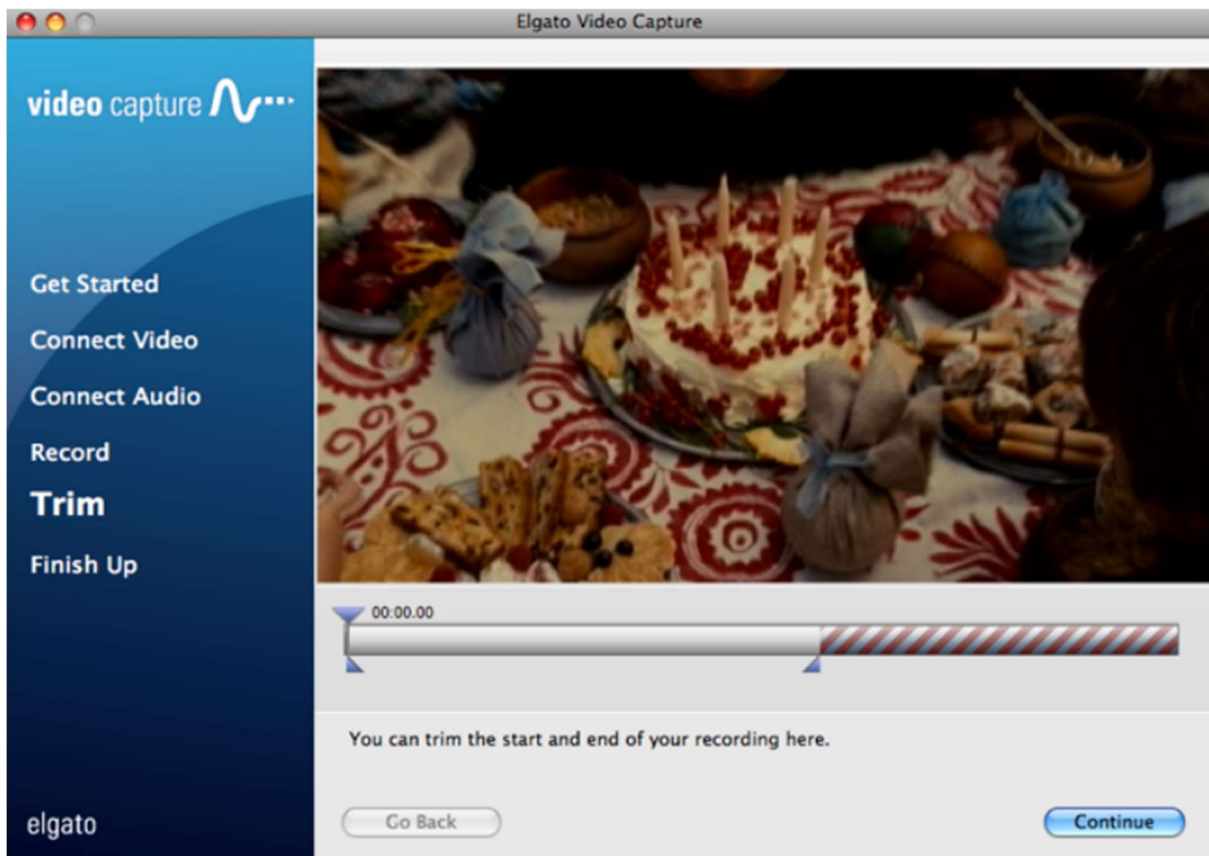 Elgato Video Capture
video capture
Get Started
Connect Video
Connect Audio
Record
Trim
Finish Up
elgato
00:00.00
You can trim the start and end of your recording here.
Go Back
Continue